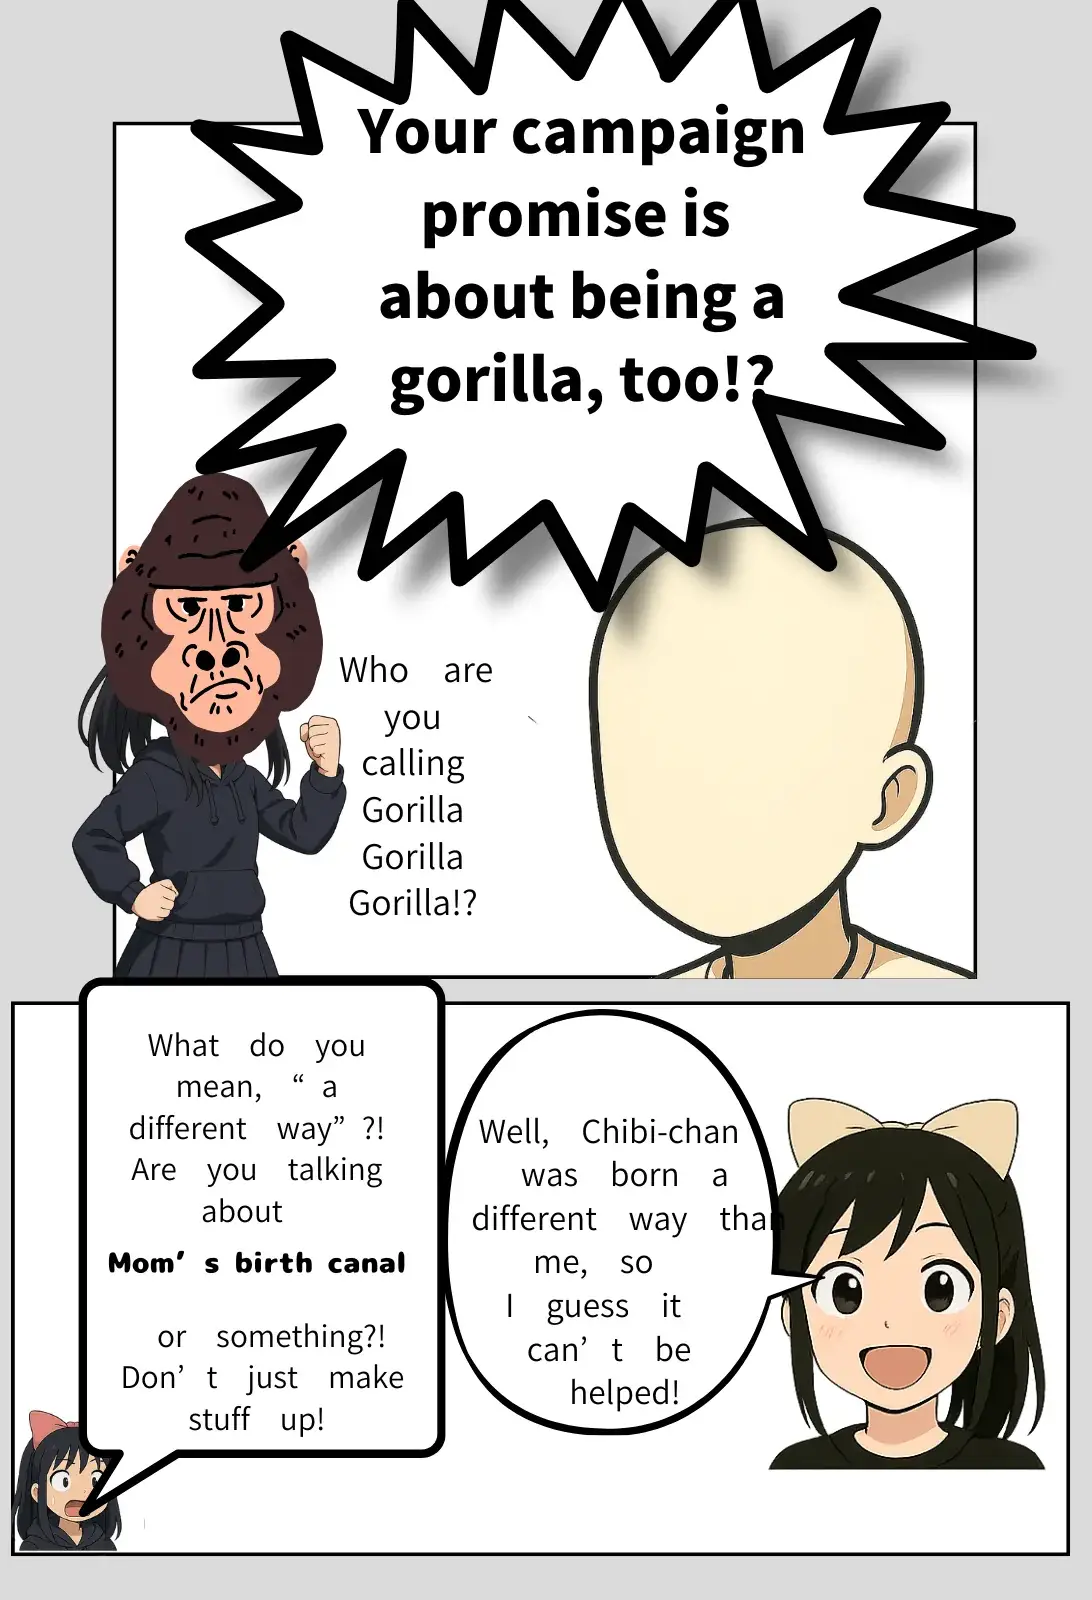 Your campaign
promise is
about being a
gorilla, too!?
Who are
you
calling
Gorilla
Gorilla
Gorilla!?
Well, Chibi-chan
was born a
different way than
me, so
I guess it
can’t be
helped!
What do you
mean, “a
different way”?!
Are you talking
about
Mom’s birth canal
or something?!
Don’t just make
stuff up!